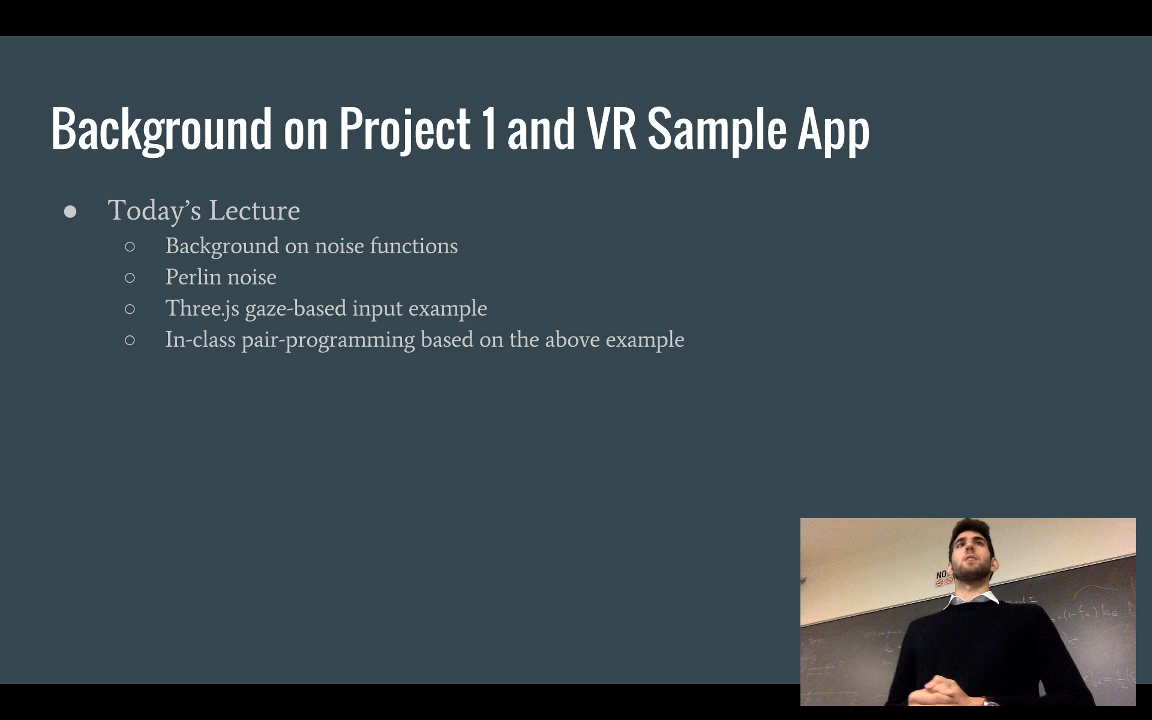 Background on Project 1 and VR Sample App
● Today's Lecture
○ Background on noise functions
○ Perlin noise
○ Three.js gaze-based input example
○ In-class pair-programming based on the above example
NO